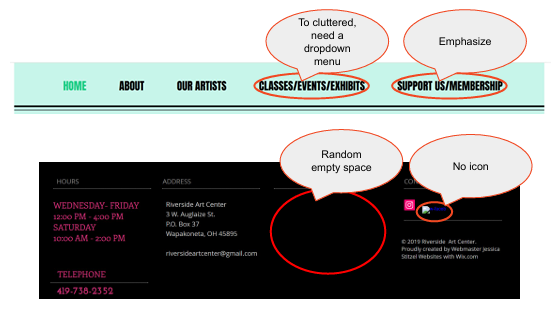 To cluttered,
need a
dropdown
menu
Emphasize
HOME ABOUT OUR ARTISTS CLASSES/EVENTS/EXHIBITS SUPPORT US/MEMBERSHIP
Random
empty space
No icon
HOURS ADDRESS
WEDNESDAY- FRIDAY
12:00 PM - 4:00 PM
SATURDAY
10:00 AM - 2:00 PM
TELEPHONE
419-738-2352
Riverside Art Center
3 W. Auglaize St.
P.O. Box 37
Wapakoneta, OH 45895
riversideartcenter@gmail.com
© 2019 Riverside Art Center.
Proudly created by Webmaster Jessica
Stitzel Websites with Wix.com